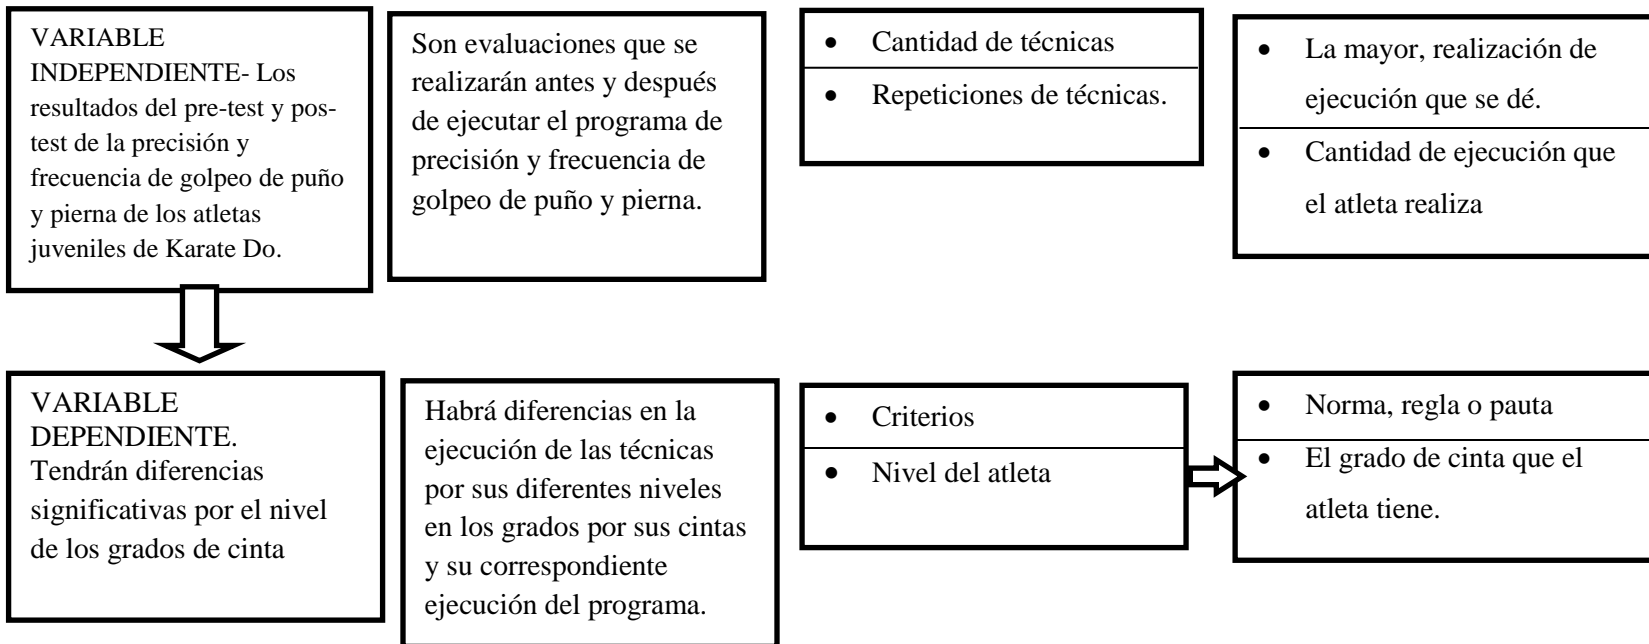 VARIABLE
INDEPENDIENTE- Los
resultados del pre-test y pos-
test de la precisión y
frecuencia de golpeo de puño
y pierna de los atletas
juveniles de Karate Do.
Son evaluaciones que se
realizarán antes y después
de ejecutar el programa de
precisión y frecuencia de
golpeo de puño y pierna.
• Cantidad de técnicas
• Repeticiones de técnicas.
• La mayor, realización de
ejecución que se dé.
• Cantidad de ejecución que
el atleta realiza
VARIABLE
DEPENDIENTE.
Tendrán diferencias
significativas por el nivel
de los grados de cinta
Habrá diferencias en la
ejecución de las técnicas
por sus diferentes niveles
en los grados por sus cintas
y su correspondiente
ejecución del programa.
• Criterios
• Nivel del atleta
• Norma, regla o pauta
• El grado de cinta que el
atleta tiene.